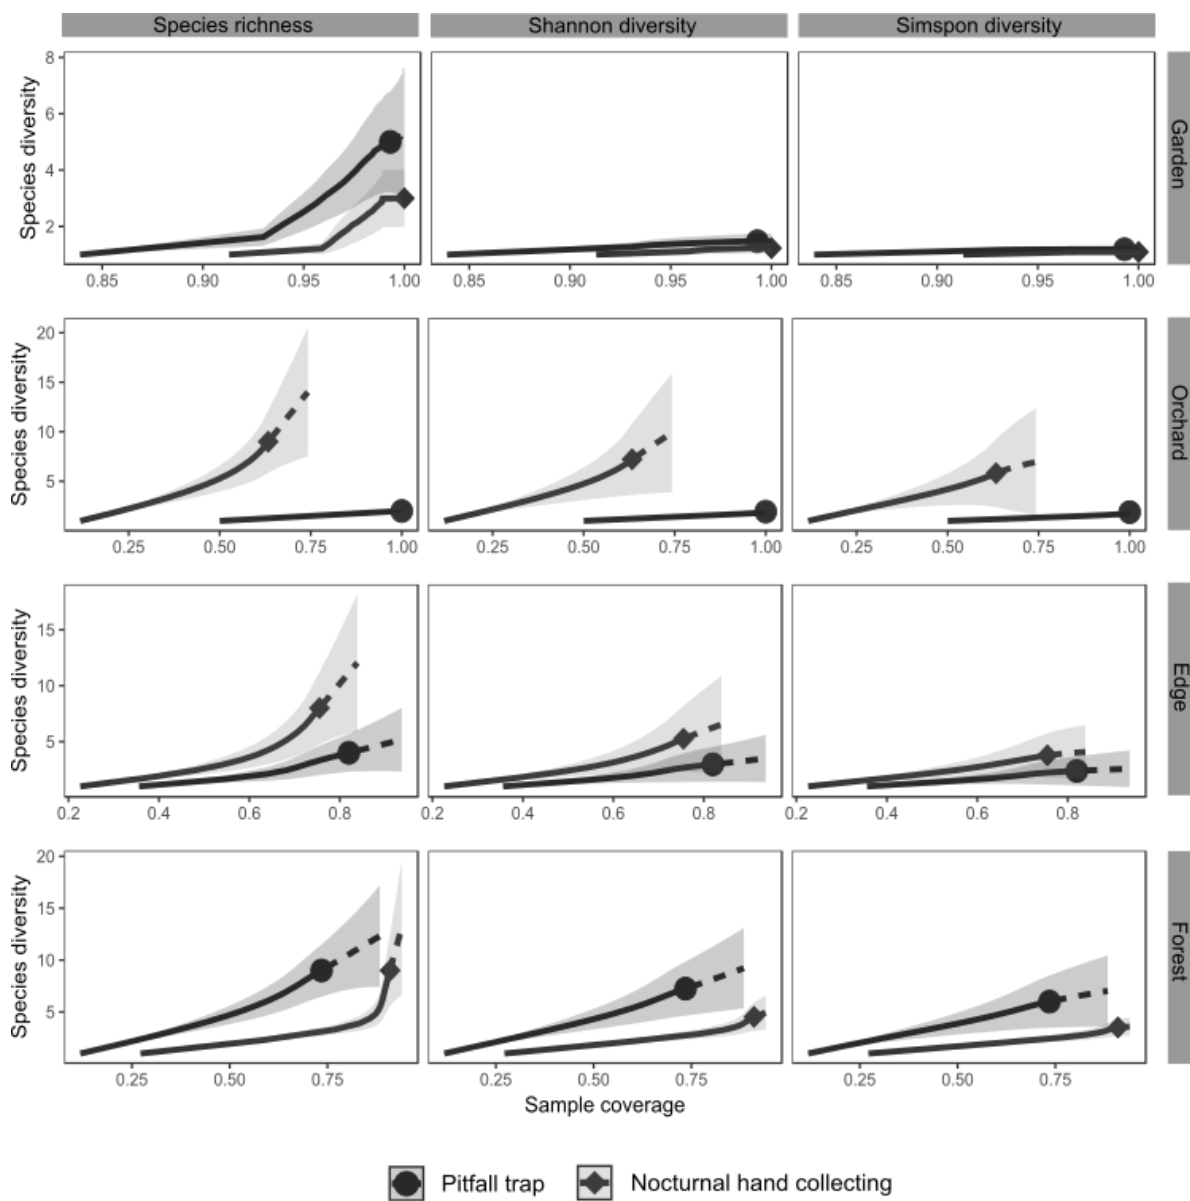 Species richness Shannon diversity Simspon diversity
Species diversity
8
6
4
2
Garden
0.85 0.90 0.95 1.00 0.85 0.90 0.95 1.00 0.85 0.90 0.95 1.00
Species diversity
20
15
10
5
Orchard
0.25 0.50 0.75 1.00 0.25 0.50 0.75 1.00 0.25 0.50 0.75 1.00
Species diversity
15
10
5
Edge
0.2 0.4 0.6 0.8 0.2 0.4 0.6 0.8 0.2 0.4 0.6 0.8
Species diversity
20
15
10
5
Forest
0.25 0.50 0.75 0.25 0.50 0.75 0.25 0.50 0.75
Sample coverage
Pitfall trap Nocturnal hand collecting